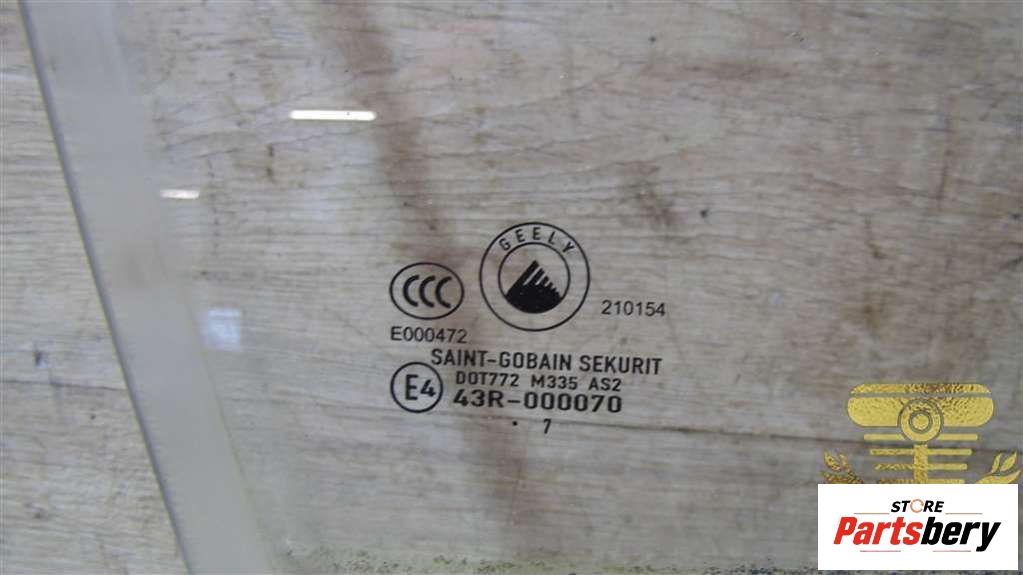 GEELY
CCC
210154
E000472
SAINT-GOBAIN SEKURIT
DOT772 M335 AS2
E4
43R-000070
. 7
STORE
Partsbery